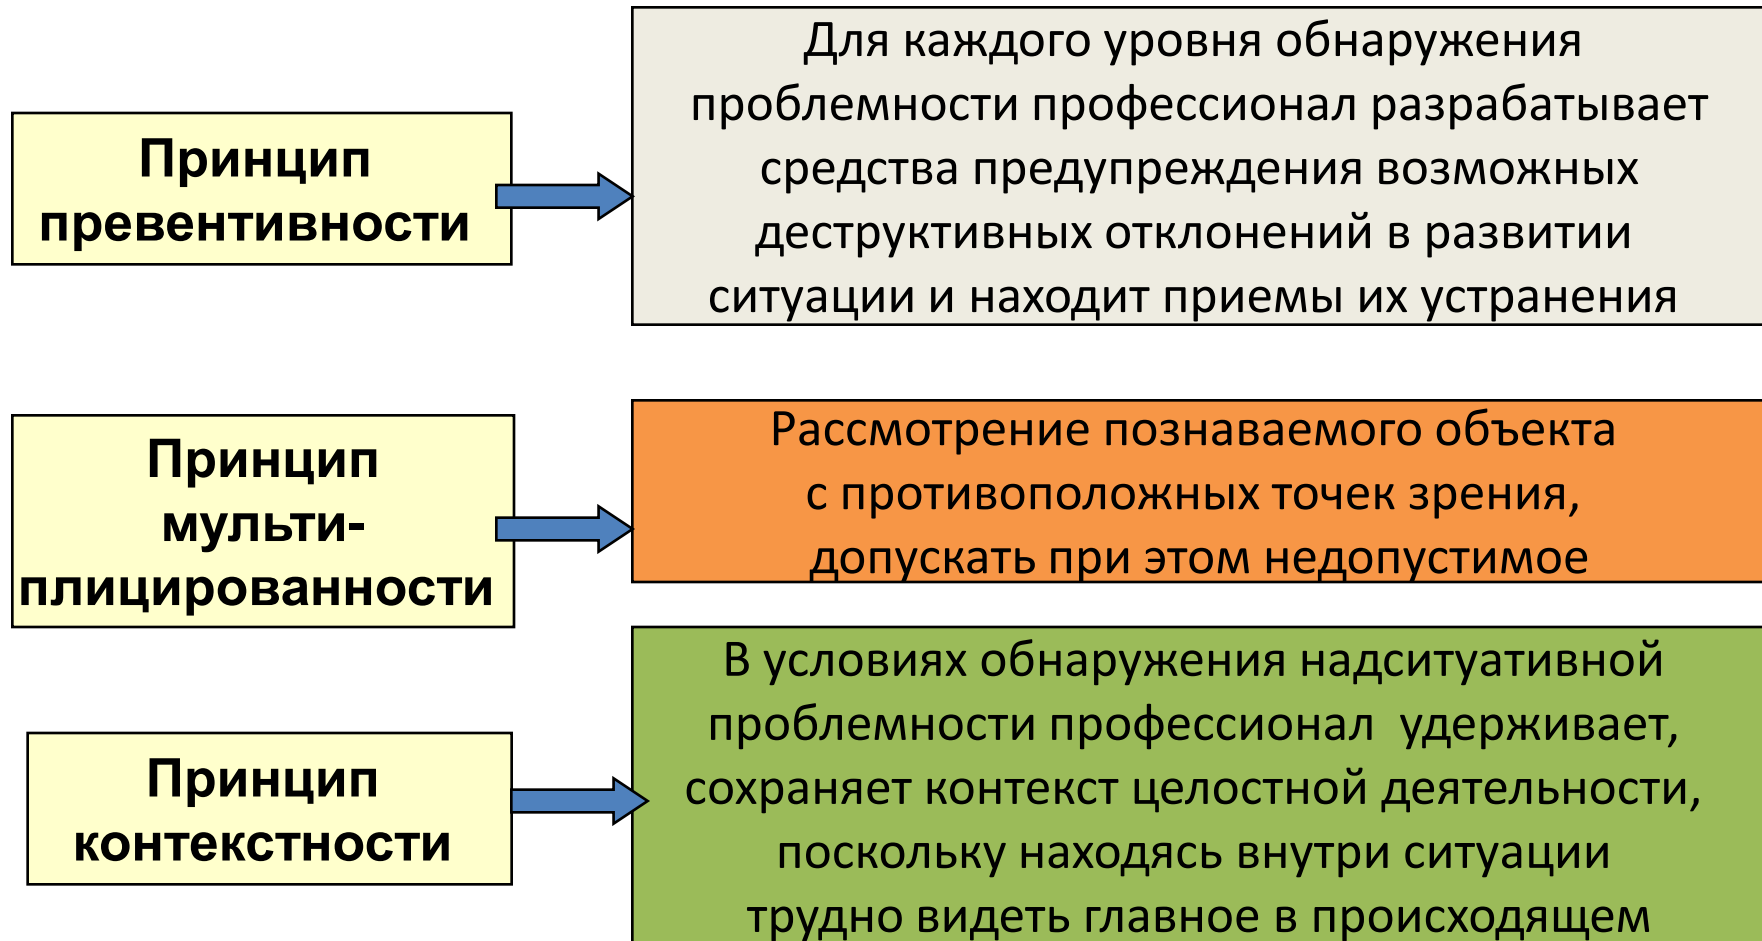 Принцип
превентивности
Для каждого уровня обнаружения
проблемности профессионал разрабатывает
средства предупреждения возможных
деструктивных отклонений в развитии
ситуации и находит приемы их устранения
Принцип
мульти-
плицированности
Рассмотрение познаваемого объекта
с противоположных точек зрения,
допускать при этом недопустимое
Принцип
контекстности
В условиях обнаружения надситуативной
проблемности профессионал  удерживает,
сохраняет контекст целостной деятельности,
поскольку находясь внутри ситуации
трудно видеть главное в происходящем